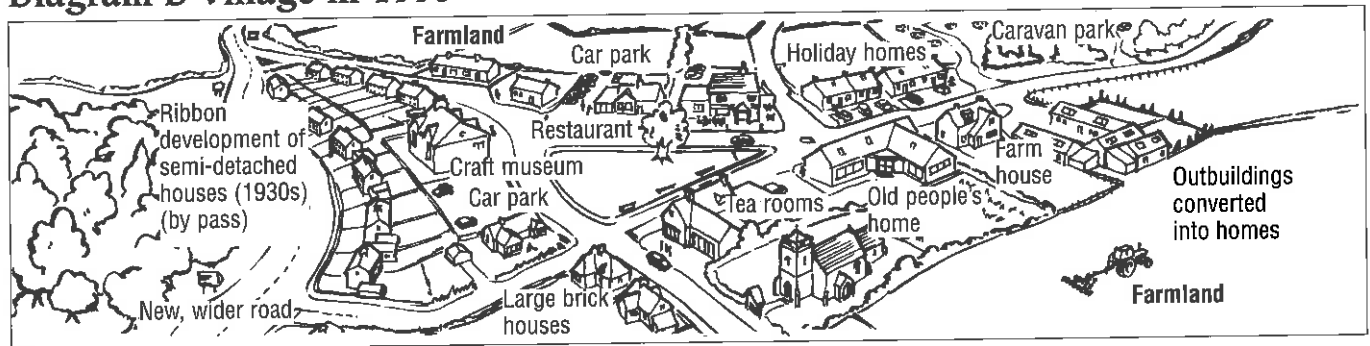 Farmland
Car park
Holiday homes
Caravan park
Ribbon
development of
semi-detached
houses (1930s)
(by pass)
Restaurant
Craft museum
Car park
Tea rooms
Old people's
home
Farm
house
Outbuildings
converted
into homes
New, wider road
Large brick
houses
Farmland